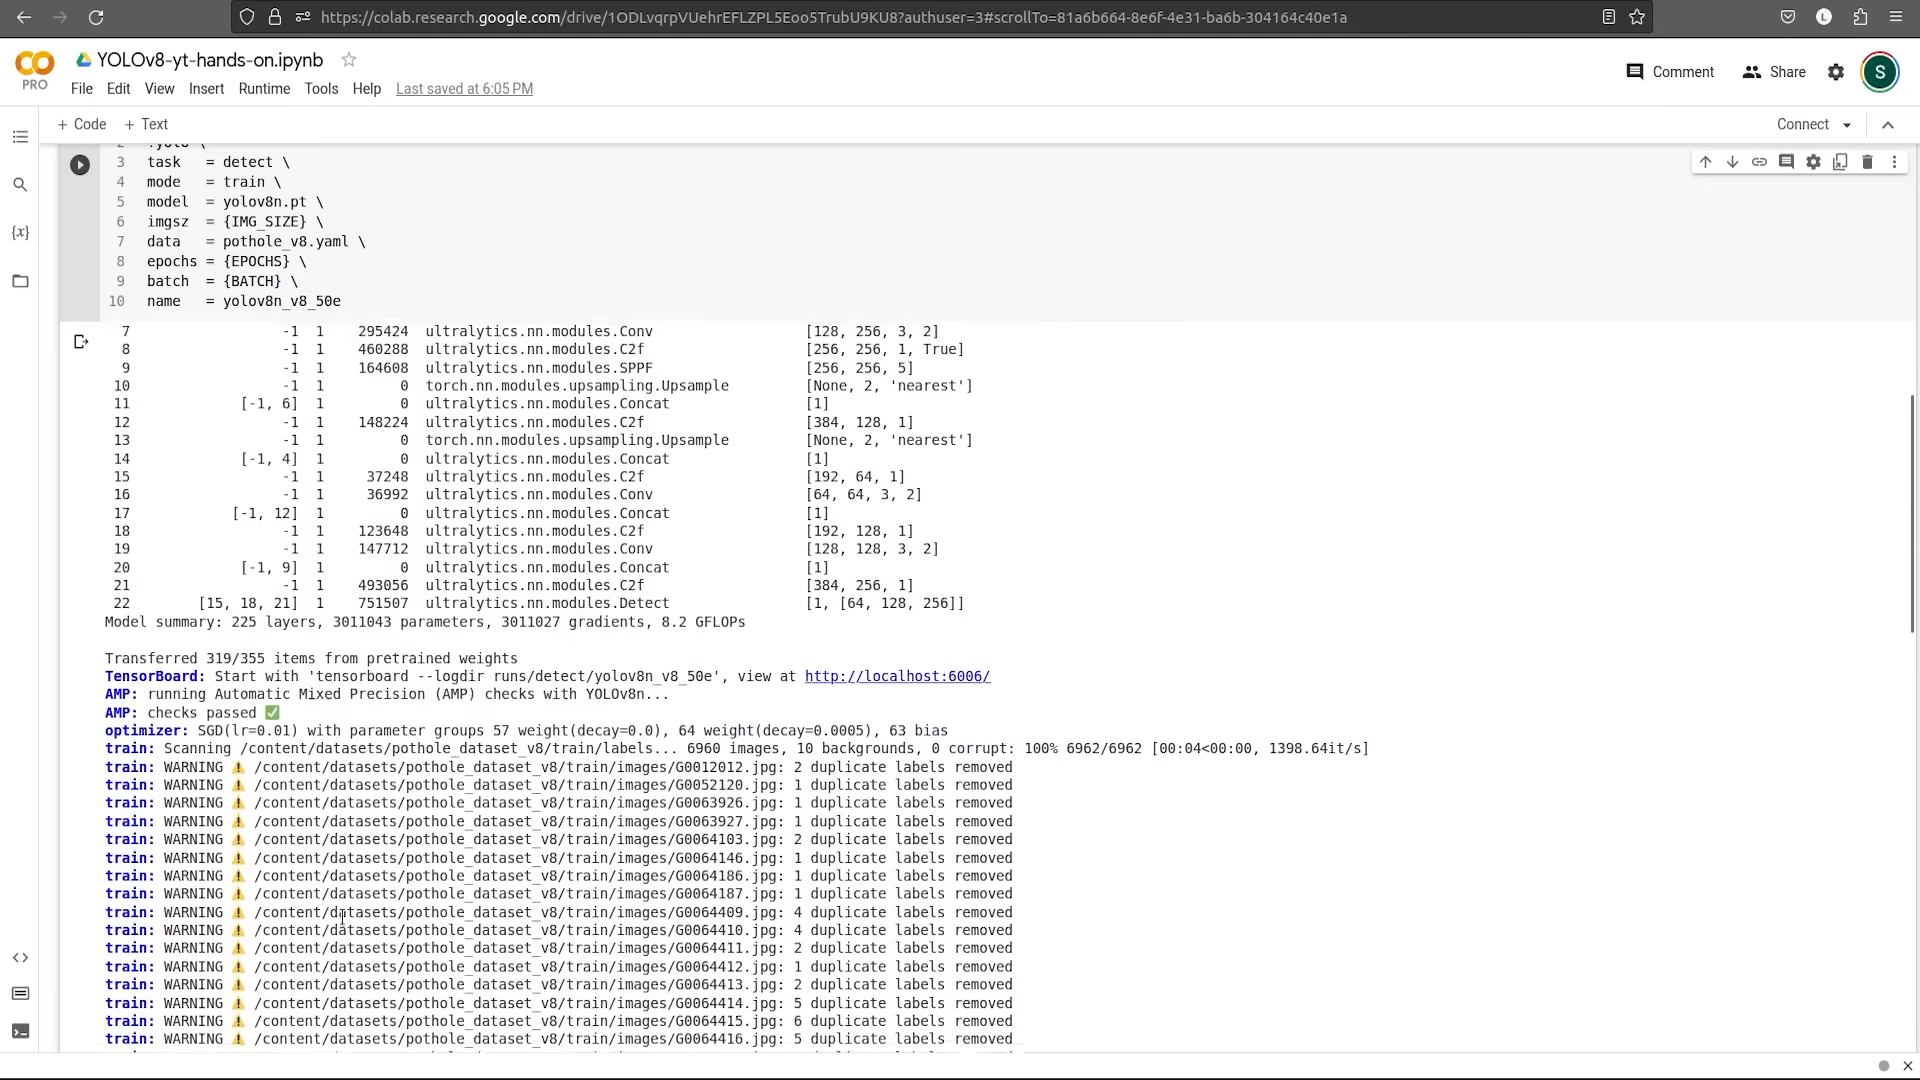 https://colab.research.google.com/drive/1ODLvqrpVUehrEFLZPL5Eoo5TrubU9KU8?authuser=3#scrollTo=81a6b664-8e6f-4e31-ba6b-304164c40e1a
L
CO
PRO
YOLOv8-yt-hands-on.ipynb
File Edit View Insert Runtime Tools Help Last saved at 6:05 PM
Comment Share S
+ Code + Text
Connect
2 !yolo \
3 task = detect \
4 mode = train \
5 model = yolov8n.pt \
6 imgsz = {IMG_SIZE} \
7 data = pothole_v8.yaml \
8 epochs = {EPOCHS} \
9 batch = {BATCH} \
10 name = yolov8n_v8_50e
{x}
7 -1 1 295424 ultralytics.nn.modules.Conv [128, 256, 3, 2]
8 -1 1 460288 ultralytics.nn.modules.C2f [256, 256, 1, True]
9 -1 1 164608 ultralytics.nn.modules.SPPF [256, 256, 5]
10 -1 1 0 torch.nn.modules.upsampling.Upsample [None, 2, 'nearest']
11 [-1, 6] 1 0 ultralytics.nn.modules.Concat [1]
12 -1 1 148224 ultralytics.nn.modules.C2f [384, 128, 1]
13 -1 1 0 torch.nn.modules.upsampling.Upsample [None, 2, 'nearest']
14 [-1, 4] 1 0 ultralytics.nn.modules.Concat [1]
15 -1 1 37248 ultralytics.nn.modules.C2f [192, 64, 1]
16 -1 1 36992 ultralytics.nn.modules.Conv [64, 64, 3, 2]
17 [-1, 12] 1 0 ultralytics.nn.modules.Concat [1]
18 -1 1 123648 ultralytics.nn.modules.C2f [192, 128, 1]
19 -1 1 147712 ultralytics.nn.modules.Conv [128, 128, 3, 2]
20 [-1, 9] 1 0 ultralytics.nn.modules.Concat [1]
21 -1 1 493056 ultralytics.nn.modules.C2f [384, 256, 1]
22 [15, 18, 21] 1 751507 ultralytics.nn.modules.Detect [1, [64, 128, 256]]
Model summary: 225 layers, 3011043 parameters, 3011027 gradients, 8.2 GFLOPs
Transferred 319/355 items from pretrained weights
TensorBoard: Start with 'tensorboard --logdir runs/detect/yolov8n_v8_50e', view at http://localhost:6006/
AMP: running Automatic Mixed Precision (AMP) checks with YOLOv8n...
AMP: checks passed ✅
optimizer: SGD(lr=0.01) with parameter groups 57 weight(decay=0.0), 64 weight(decay=0.0005), 63 bias
train: Scanning /content/datasets/pothole_dataset_v8/train/labels... 6960 images, 10 backgrounds, 0 corrupt: 100% 6962/6962 [00:04<00:00, 1398.64it/s]
train: WARNING ⚠️ /content/datasets/pothole_dataset_v8/train/images/G0012012.jpg: 2 duplicate labels removed
train: WARNING ⚠️ /content/datasets/pothole_dataset_v8/train/images/G0052120.jpg: 1 duplicate labels removed
train: WARNING ⚠️ /content/datasets/pothole_dataset_v8/train/images/G0063926.jpg: 1 duplicate labels removed
train: WARNING ⚠️ /content/datasets/pothole_dataset_v8/train/images/G0063927.jpg: 1 duplicate labels removed
train: WARNING ⚠️ /content/datasets/pothole_dataset_v8/train/images/G0064103.jpg: 2 duplicate labels removed
train: WARNING ⚠️ /content/datasets/pothole_dataset_v8/train/images/G0064146.jpg: 1 duplicate labels removed
train: WARNING ⚠️ /content/datasets/pothole_dataset_v8/train/images/G0064186.jpg: 1 duplicate labels removed
train: WARNING ⚠️ /content/datasets/pothole_dataset_v8/train/images/G0064187.jpg: 1 duplicate labels removed
train: WARNING ⚠️ /content/datasets/pothole_dataset_v8/train/images/G0064409.jpg: 4 duplicate labels removed
train: WARNING ⚠️ /content/datasets/pothole_dataset_v8/train/images/G0064410.jpg: 4 duplicate labels removed
train: WARNING ⚠️ /content/datasets/pothole_dataset_v8/train/images/G0064411.jpg: 2 duplicate labels removed
train: WARNING ⚠️ /content/datasets/pothole_dataset_v8/train/images/G0064412.jpg: 1 duplicate labels removed
train: WARNING ⚠️ /content/datasets/pothole_dataset_v8/train/images/G0064413.jpg: 2 duplicate labels removed
train: WARNING ⚠️ /content/datasets/pothole_dataset_v8/train/images/G0064414.jpg: 5 duplicate labels removed
train: WARNING ⚠️ /content/datasets/pothole_dataset_v8/train/images/G0064415.jpg: 6 duplicate labels removed
train: WARNING ⚠️ /content/datasets/pothole_dataset_v8/train/images/G0064416.jpg: 5 duplicate labels removed